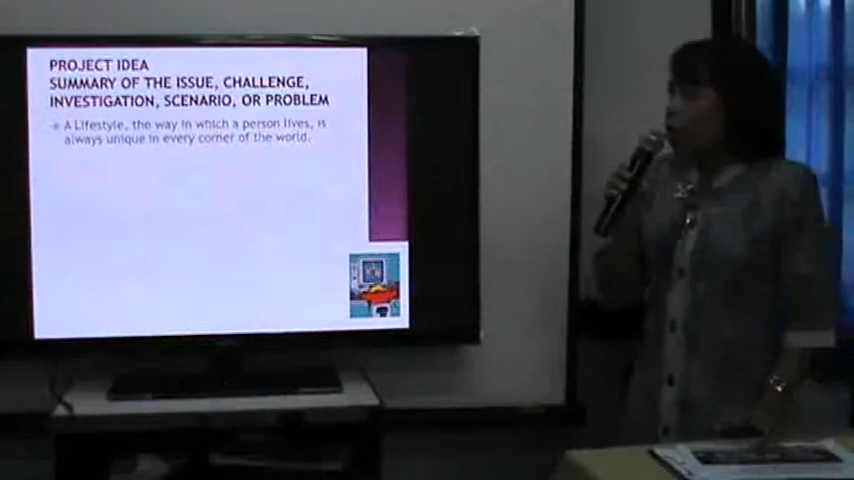 PROJECT IDEA
SUMMARY OF THE ISSUE, CHALLENGE,
INVESTIGATION, SCENARIO, OR PROBLEM
A Lifestyle, the way in which a person lives, is
always unique in every corner of the world.